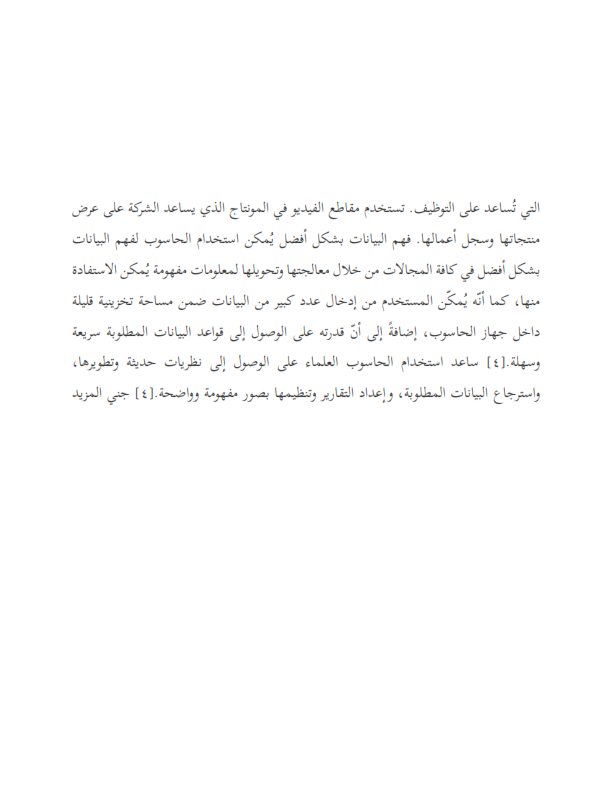 التي تُساعد على التوظيف. تستخدم مقاطع الفيديو في المونتاج الذي يساعد الشركة على عرض
منتجاتها وسجل أعمالها. فهم البيانات بشكل أفضل يُمكن استخدام الحاسوب لفهم البيانات
بشكل أفضل في كافة المجالات من خلال معالجتها وتحويلها لمعلومات مفهومة يُمكن الاستفادة
منها، كما أنّه يُمكّن المستخدم من إدخال عدد كبير من البيانات ضمن مساحة تخزينية قليلة
داخل جهاز الحاسوب، إضافةً إلى أنّ قدرته على الوصول إلى قواعد البيانات المطلوبة سريعة
وسهلة.[٤] ساعد استخدام الحاسوب العلماء على الوصول إلى نظريات حديثة وتطويرها،
واسترجاع البيانات المطلوبة، وإعداد التقارير وتنظيمها بصور مفهومة وواضحة.[٤] جني المزيد